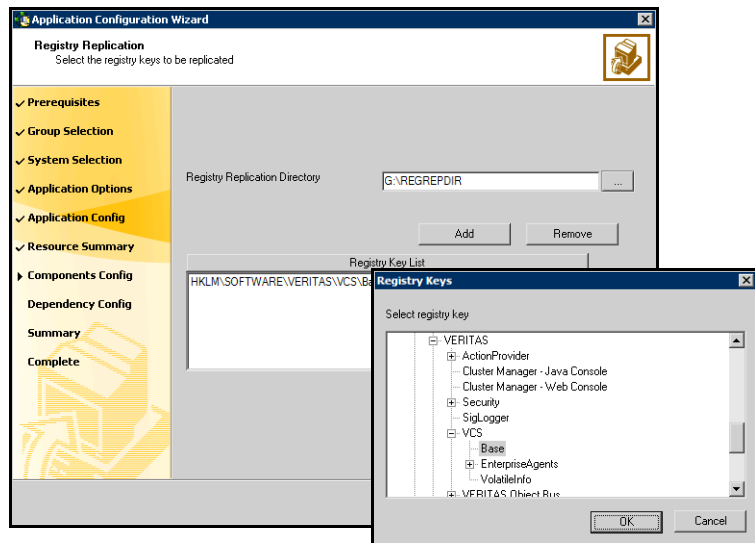 Application Configuration Wizard
Registry Replication
Select the registry keys to be replicated
Prerequisites
Group Selection
System Selection
Application Options
Application Config
Resource Summary
Components Config
Dependency Config
Summary
Complete
Registry Replication Directory
G:\REGREPDIR
...
Add
Remove
Registry Key List
HKLM\SOFTWARE\VERITAS\VCS\Ba
Registry Keys
Select registry key
VERITAS
ActionProvider
Cluster Manager - Java Console
Cluster Manager - Web Console
Security
SigLogger
VCS
Base
EnterpriseAgents
VolatileInfo
VERITAS Object Bus
OK
Cancel